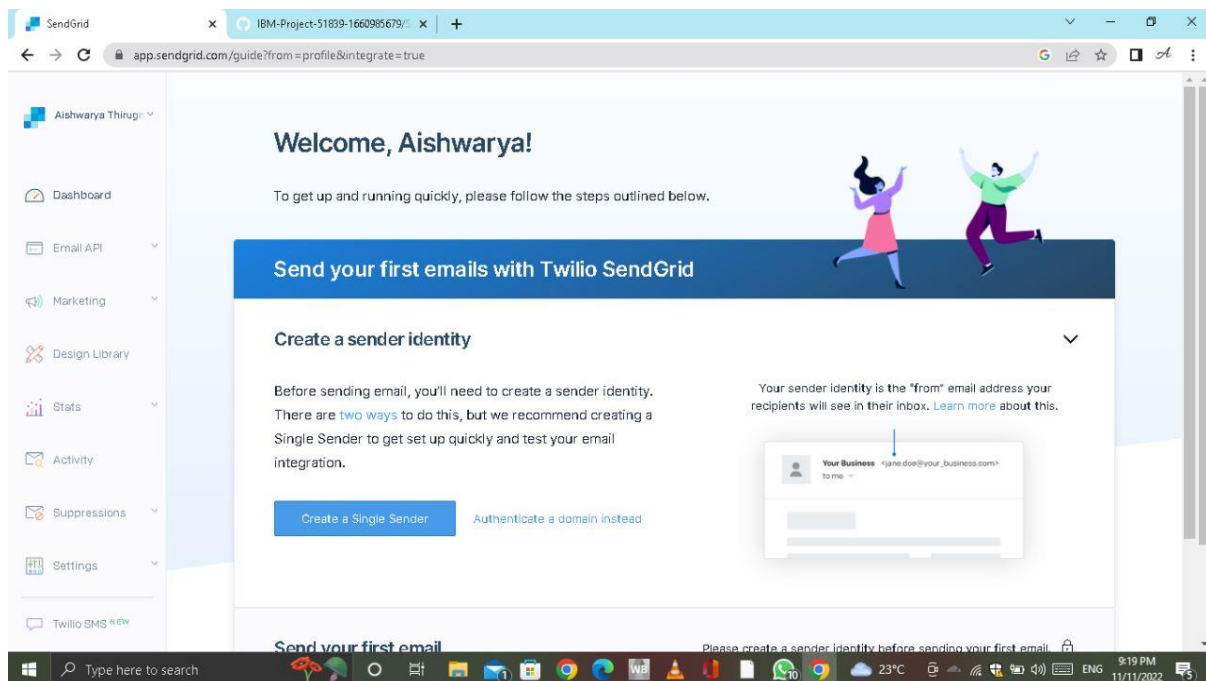 SendGrid
IBM-Project-51839-1660985679/S
app.sendgrid.com/guide?from=profile&integrate=true
Aishwarya Thirugn
Dashboard
Email API
Marketing
Design Library
Stats
Activity
Suppressions
Settings
Twilio SMS NEW
Welcome, Aishwarya!
To get up and running quickly, please follow the steps outlined below.
Send your first emails with Twilio SendGrid
Create a sender identity
Before sending email, you'll need to create a sender identity.
There are two ways to do this, but we recommend creating a
Single Sender to get set up quickly and test your email
integration.
Create a Single Sender
Authenticate a domain instead
Your sender identity is the "from" email address your
recipients will see in their inbox. Learn more about this.
Your Business <jane.doe@your_business.com>
to me
Send your first email
Please create a sender identity before sending your first email.
Type here to search
WB
10
23°C
ENG
9:19 PM
11/11/2022
5